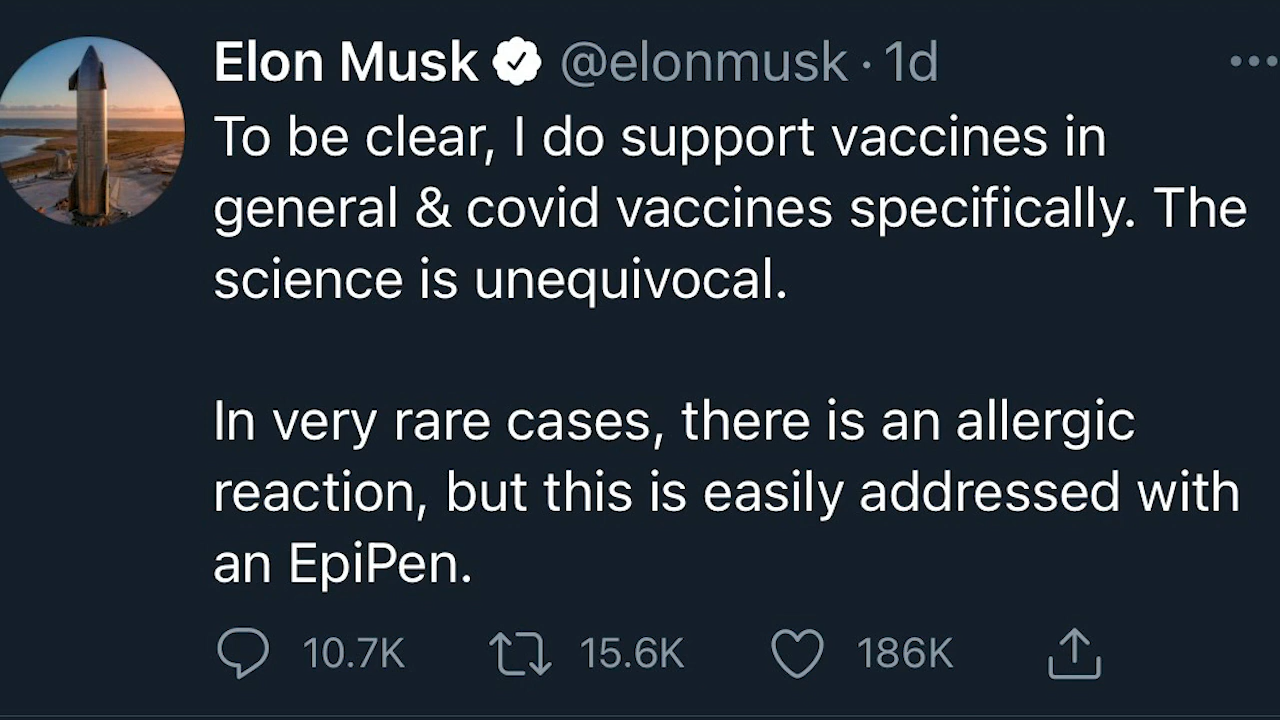 Elon Musk @elonmusk · 1d
To be clear, I do support vaccines in
general & covid vaccines specifically. The
science is unequivocal.
In very rare cases, there is an allergic
reaction, but this is easily addressed with
an EpiPen.
10.7K 15.6K 186K